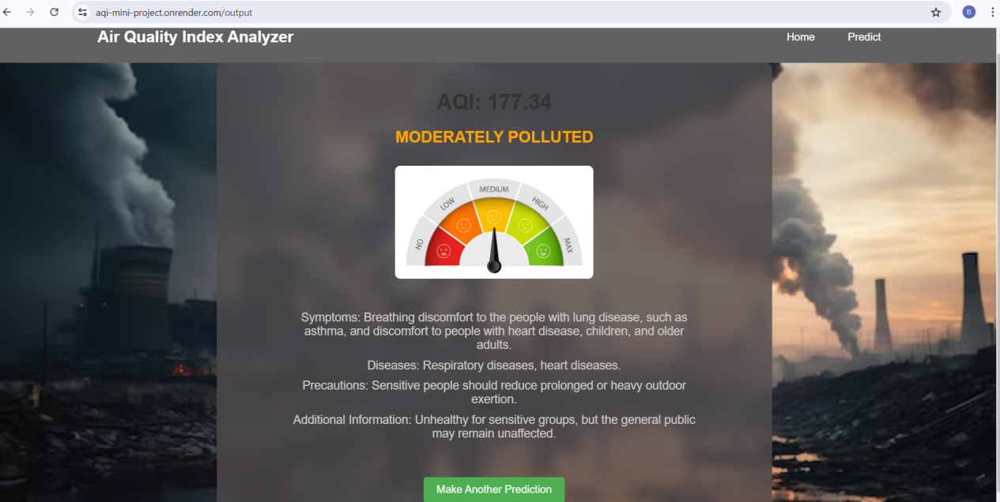 aqi-mini-project.onrender.com/output
B
Air Quality Index Analyzer
Home
Predict
AQI: 177.34
MODERATELY POLLUTED
NO
LOW
MEDIUM
HIGH
MAX
Symptoms: Breathing discomfort to the people with lung disease, such as
asthma, and discomfort to people with heart disease, children, and older
adults.
Diseases: Respiratory diseases, heart diseases.
Precautions: Sensitive people should reduce prolonged or heavy outdoor
exertion.
Additional Information: Unhealthy for sensitive groups, but the general public
may remain unaffected.
Make Another Prediction